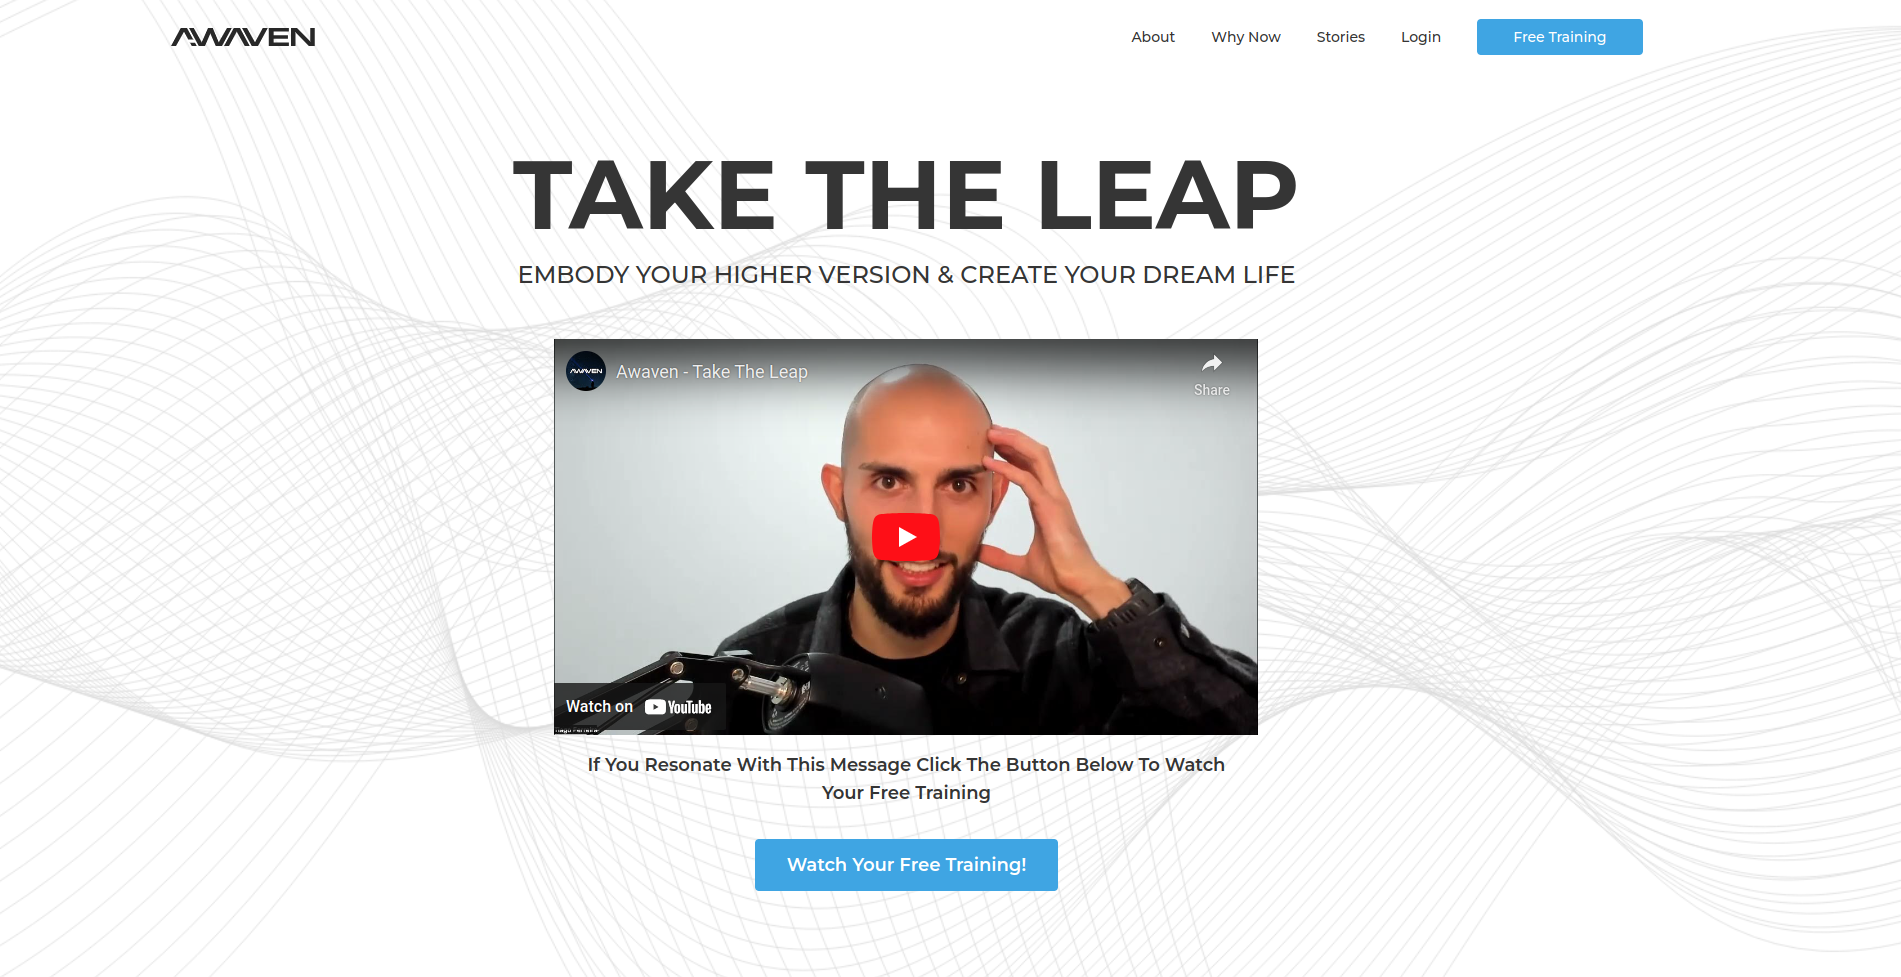 AWAVEN
About
Why Now
Stories
Login
Free Training
TAKE THE LEAP
EMBODY YOUR HIGHER VERSION & CREATE YOUR DREAM LIFE
AWAVEN
Awaven - Take The Leap
Share
Watch on YouTube
If You Resonate With This Message Click The Button Below To Watch
Your Free Training
Watch Your Free Training!